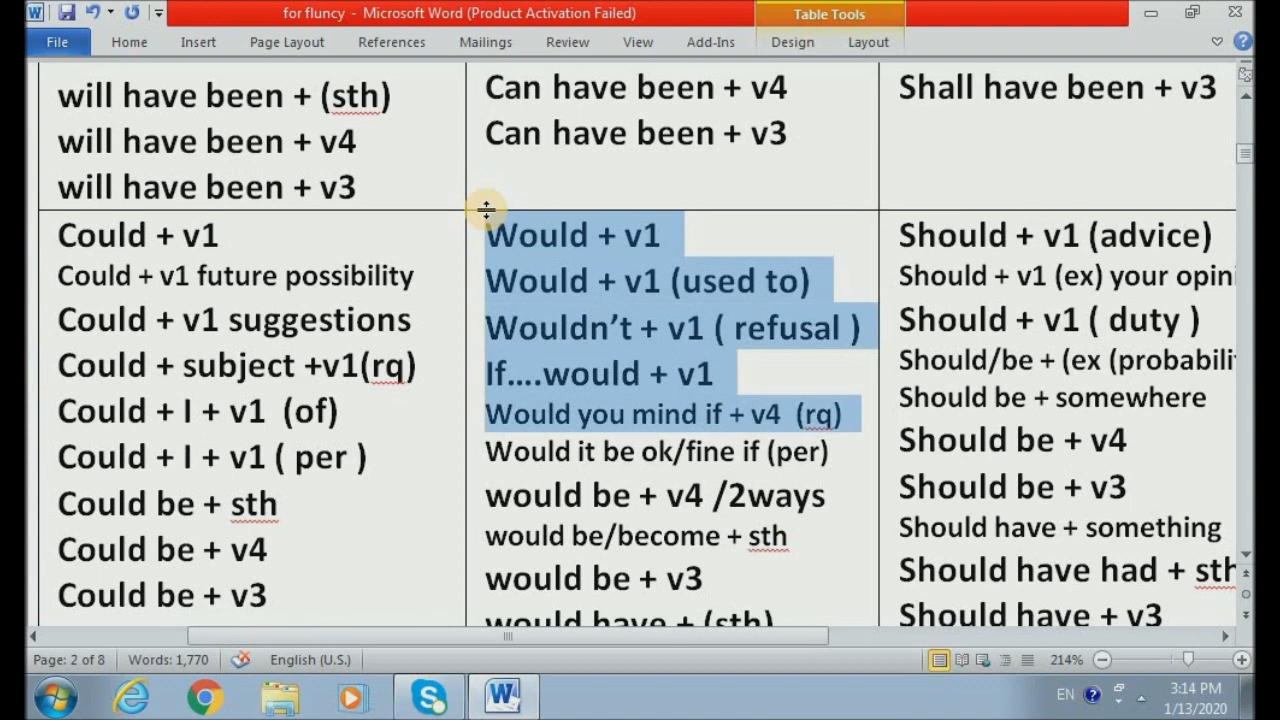 for fluncy - Microsoft Word (Product Activation Failed)
Table Tools
File Home Insert Page Layout References Mailings Review View Add-Ins Design Layout
will have been + (sth)
will have been + v4
will have been + v3
Can have been + v4
Can have been + v3
Shall have been + v3
Could + v1
Could + v1 future possibility
Could + v1 suggestions
Could + subject +v1(rq)
Could + I + v1 (of)
Could + I + v1 ( per )
Could be + sth
Could be + v4
Could be + v3
Would + v1
Would + v1 (used to)
Wouldn’t + v1 ( refusal )
If….would + v1
Would you mind if + v4 (rq)
Would it be ok/fine if (per)
would be + v4 /2ways
would be/become + sth
would be + v3
would have + (sth)
Should + v1 (advice)
Should + v1 (ex) your opini
Should + v1 ( duty )
Should/be + (ex (probabili
Should be + somewhere
Should be + v4
Should be + v3
Should have + something
Should have had + sth
Should have + v3
Page: 2 of 8 Words: 1,770 English (U.S.) 214%
EN 3:14 PM
1/13/2020